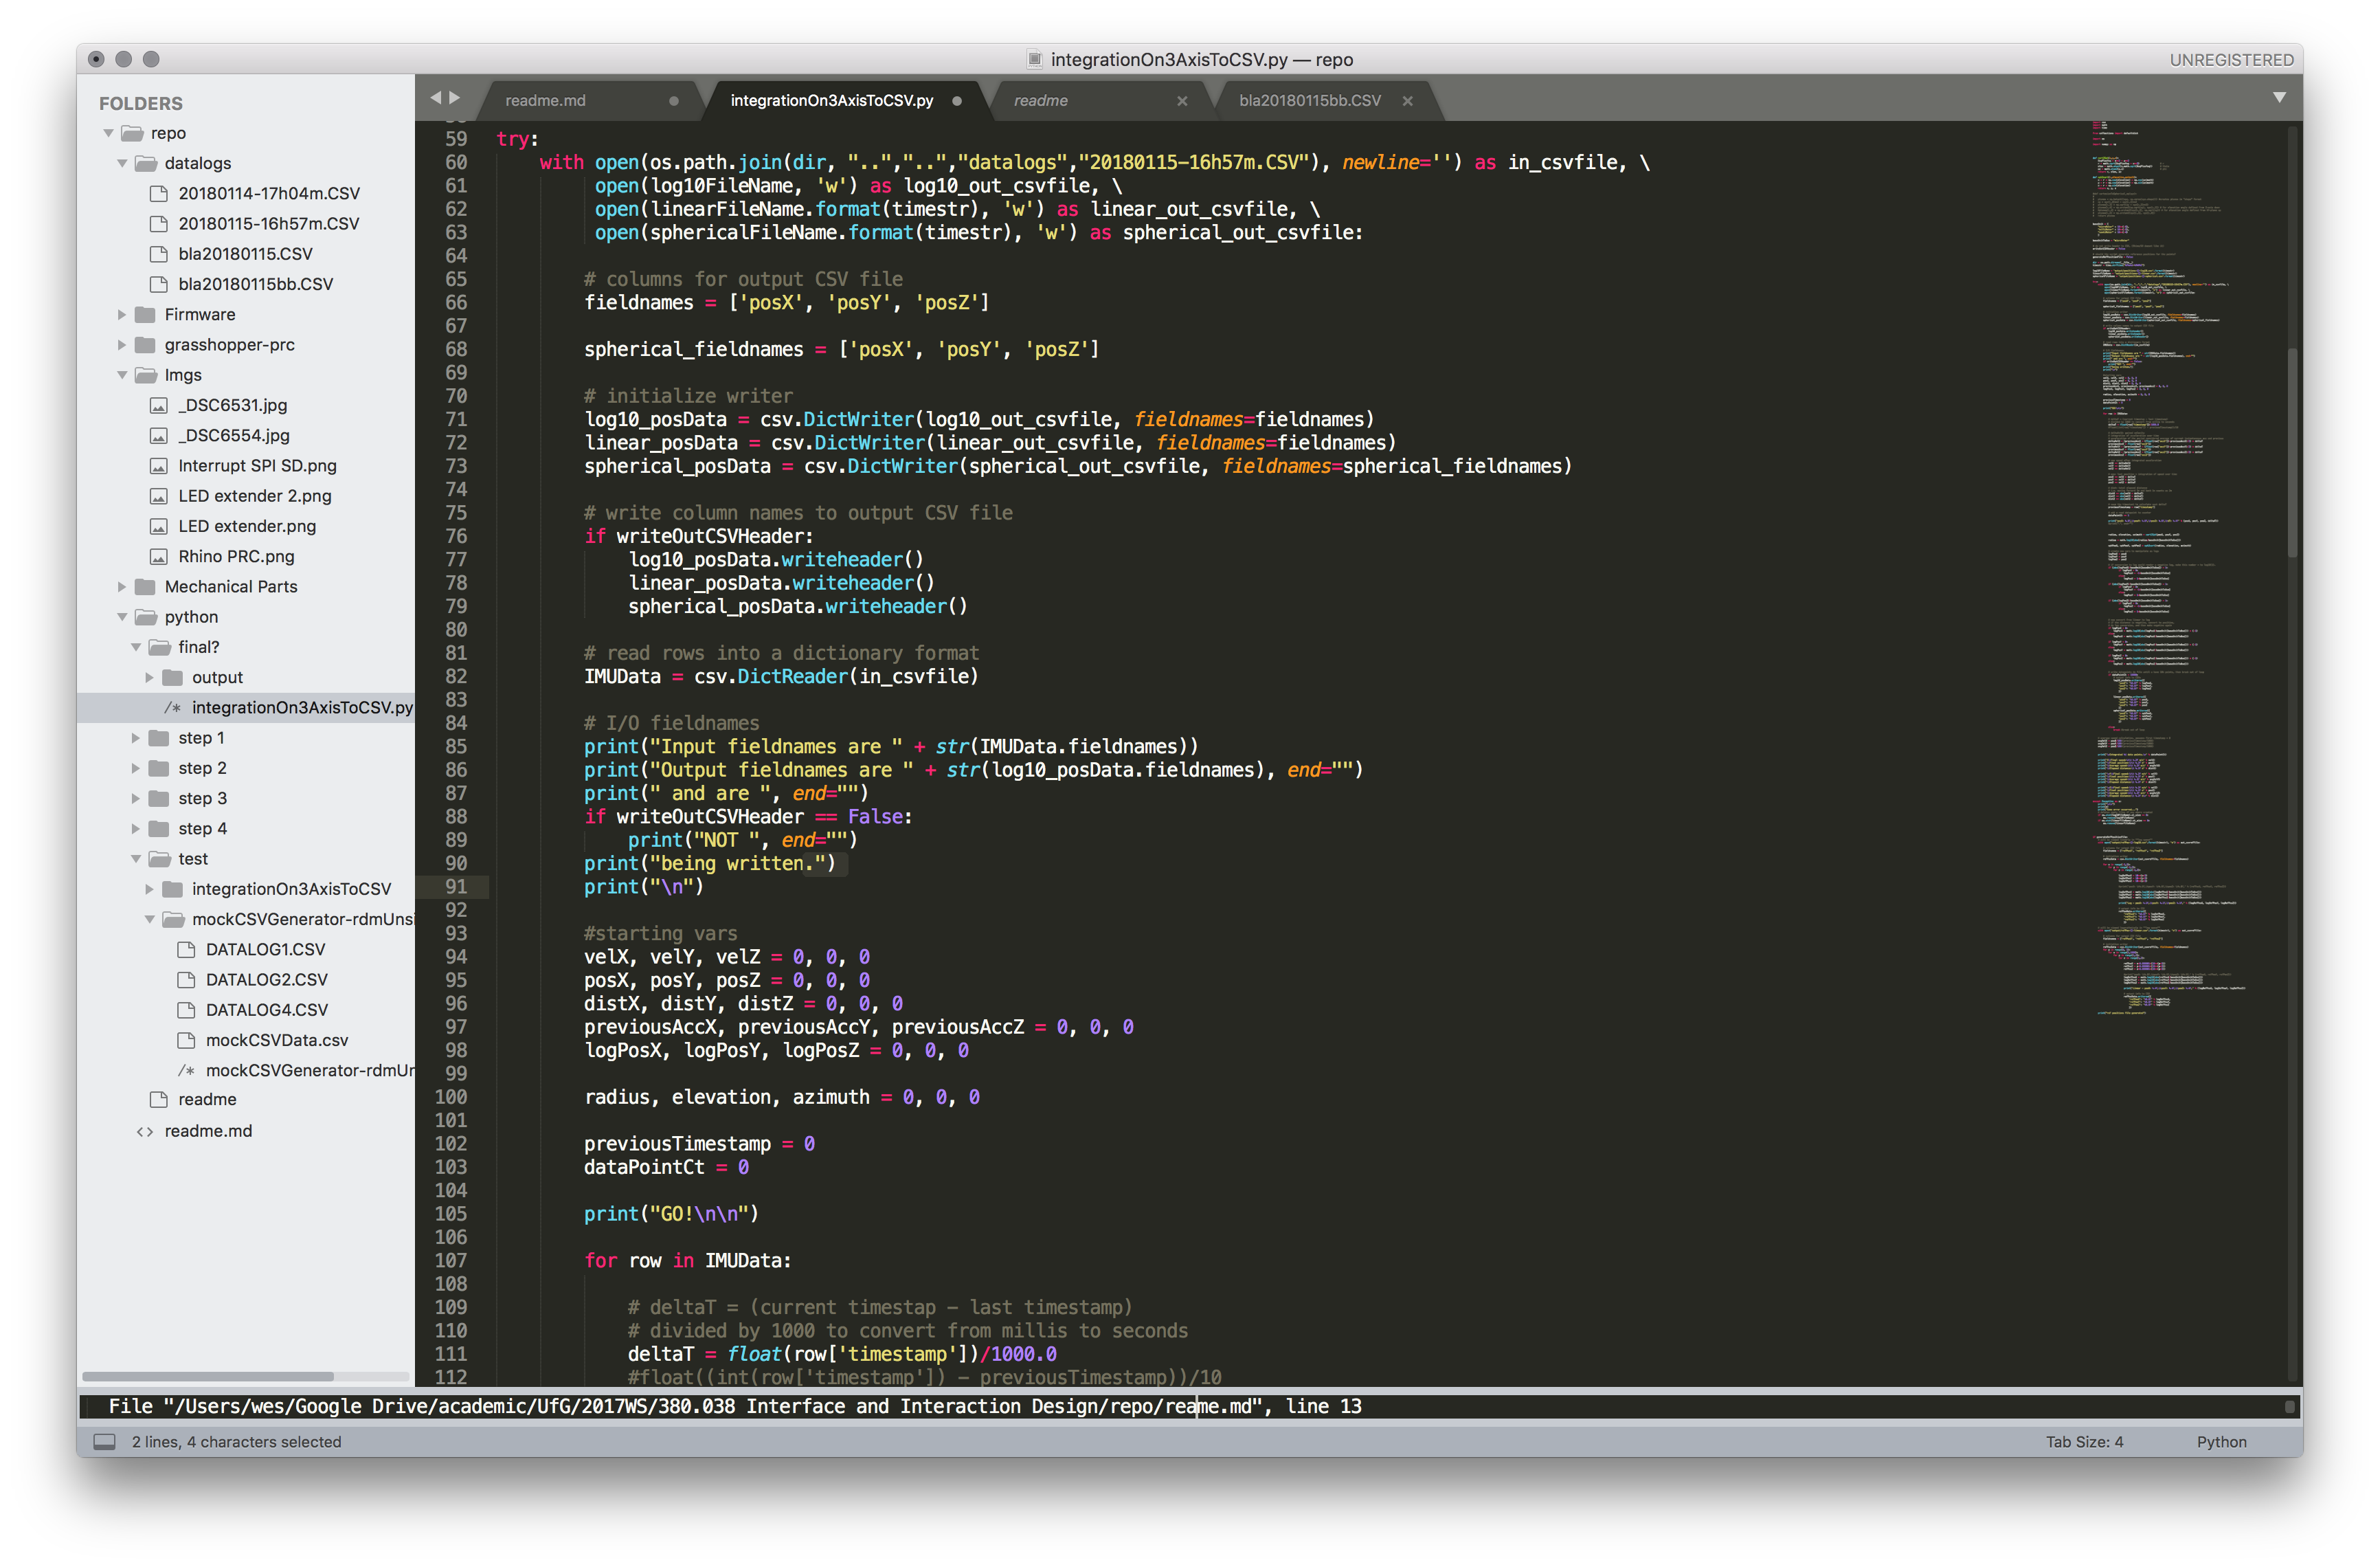 integrationOn3AxisToCSV.py — repo
UNREGISTERED
FOLDERS
repo
datalogs
20180114-17h04m.CSV
20180115-16h57m.CSV
bla20180115.CSV
bla20180115bb.CSV
Firmware
grasshopper-prc
Imgs
_DSC6531.jpg
_DSC6554.jpg
Interrupt SPI SD.png
LED extender 2.png
LED extender.png
Rhino PRC.png
Mechanical Parts
python
final?
output
/* integrationOn3AxisToCSV.py
step 1
step 2
step 3
step 4
test
integrationOn3AxisToCSV
mockCSVGenerator-rdmUnsi
DATALOG1.CSV
DATALOG2.CSV
DATALOG4.CSV
mockCSVData.csv
/* mockCSVGenerator-rdmUr
readme
<> readme.md
readme.md
integrationOn3AxisToCSV.py
readme
bla20180115bb.CSV
59 try:
60 with open(os.path.join(dir, "..","..","datalogs","20180115-16h57m.CSV"), newline='') as in_csvfile, \
61 open(log10FileName, 'w') as log10_out_csvfile, \
62 open(linearFileName.format(timestr), 'w') as linear_out_csvfile, \
63 open(sphericalFileName.format(timestr), 'w') as spherical_out_csvfile:
64
65 # columns for output CSV file
66 fieldnames = ['posX', 'posY', 'posZ']
67
68 spherical_fieldnames = ['posX', 'posY', 'posZ']
69
70 # initialize writer
71 log10_posData = csv.DictWriter(log10_out_csvfile, fieldnames=fieldnames)
72 linear_posData = csv.DictWriter(linear_out_csvfile, fieldnames=fieldnames)
73 spherical_posData = csv.DictWriter(spherical_out_csvfile, fieldnames=spherical_fieldnames)
74
75 # write column names to output CSV file
76 if writeOutCSVHeader:
77 log10_posData.writeheader()
78 linear_posData.writeheader()
79 spherical_posData.writeheader()
80
81 # read rows into a dictionary format
82 IMUData = csv.DictReader(in_csvfile)
83
84 # I/O fieldnames
85 print("Input fieldnames are " + str(IMUData.fieldnames))
86 print("Output fieldnames are " + str(log10_posData.fieldnames), end="")
87 print(" and are ", end="")
88 if writeOutCSVHeader == False:
89 print("NOT ", end="")
90 print("being written.")
91 print("\n")
92
93 #starting vars
94 velX, velY, velZ = 0, 0, 0
95 posX, posY, posZ = 0, 0, 0
96 distX, distY, distZ = 0, 0, 0
97 previousAccX, previousAccY, previousAccZ = 0, 0, 0
98 logPosX, logPosY, logPosZ = 0, 0, 0
99
100 radius, elevation, azimuth = 0, 0, 0
101
102 previousTimestamp = 0
103 dataPointCt = 0
104
105 print("GO!\n\n")
106
107 for row in IMUData:
108
109 # deltaT = (current timestap - last timestamp)
110 # divided by 1000 to convert from millis to seconds
111 deltaT = float(row['timestamp'])/1000.0
112 #float((int(row['timestamp']) - previousTimestamp))/10
File "/Users/wes/Google Drive/academic/UfG/2017WS/380.038 Interface and Interaction Design/repo/reame.md", line 13
2 lines, 4 characters selected
Tab Size: 4
Python